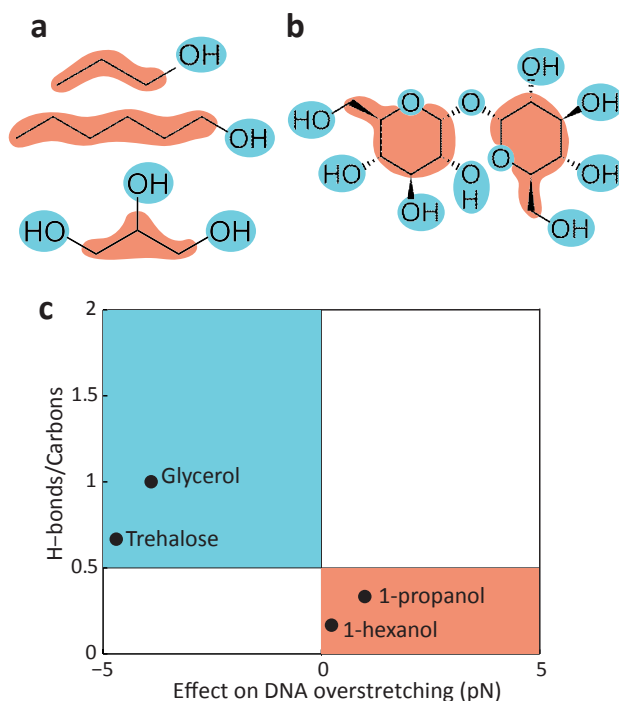 a
OH
OH
OH
HO
OH
b
OH
HO
O
O
OH
HO
O
O
H
OH
OH
OH
c
2
1.5
1
0.5
0
H−bonds/Carbons
Glycerol
Trehalose
1-propanol
1-hexanol
−5
0
5
Effect on DNA overstretching (pN)